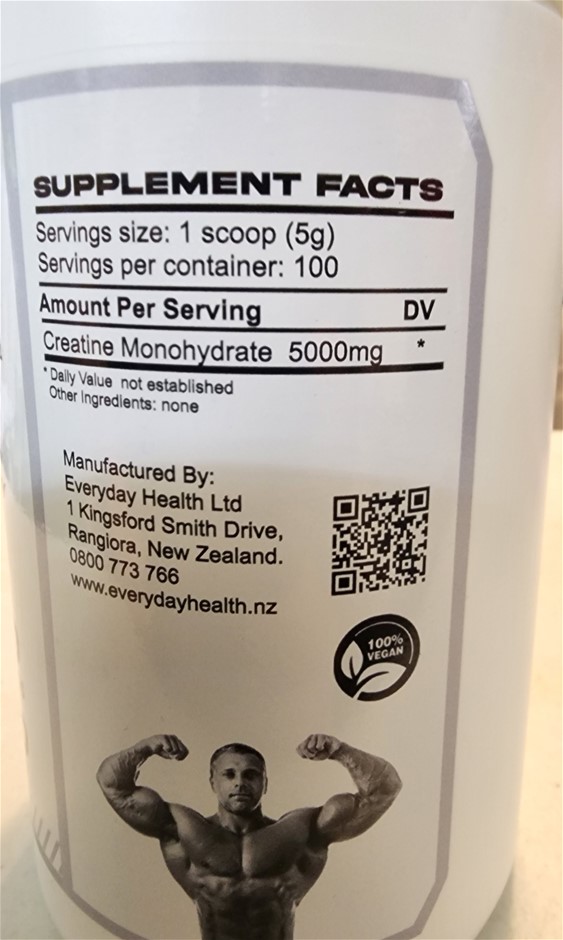 SUPPLEMENT FACTS
Servings size: 1 scoop (5g)
Servings per container: 100
Amount Per Serving DV
Creatine Monohydrate 5000mg *
* Daily Value not established
Other Ingredients: none
Manufactured By:
Everyday Health Ltd
1 Kingsford Smith Drive,
Rangiora, New Zealand.
0800 773 766
www.everydayhealth.nz
100%
VEGAN